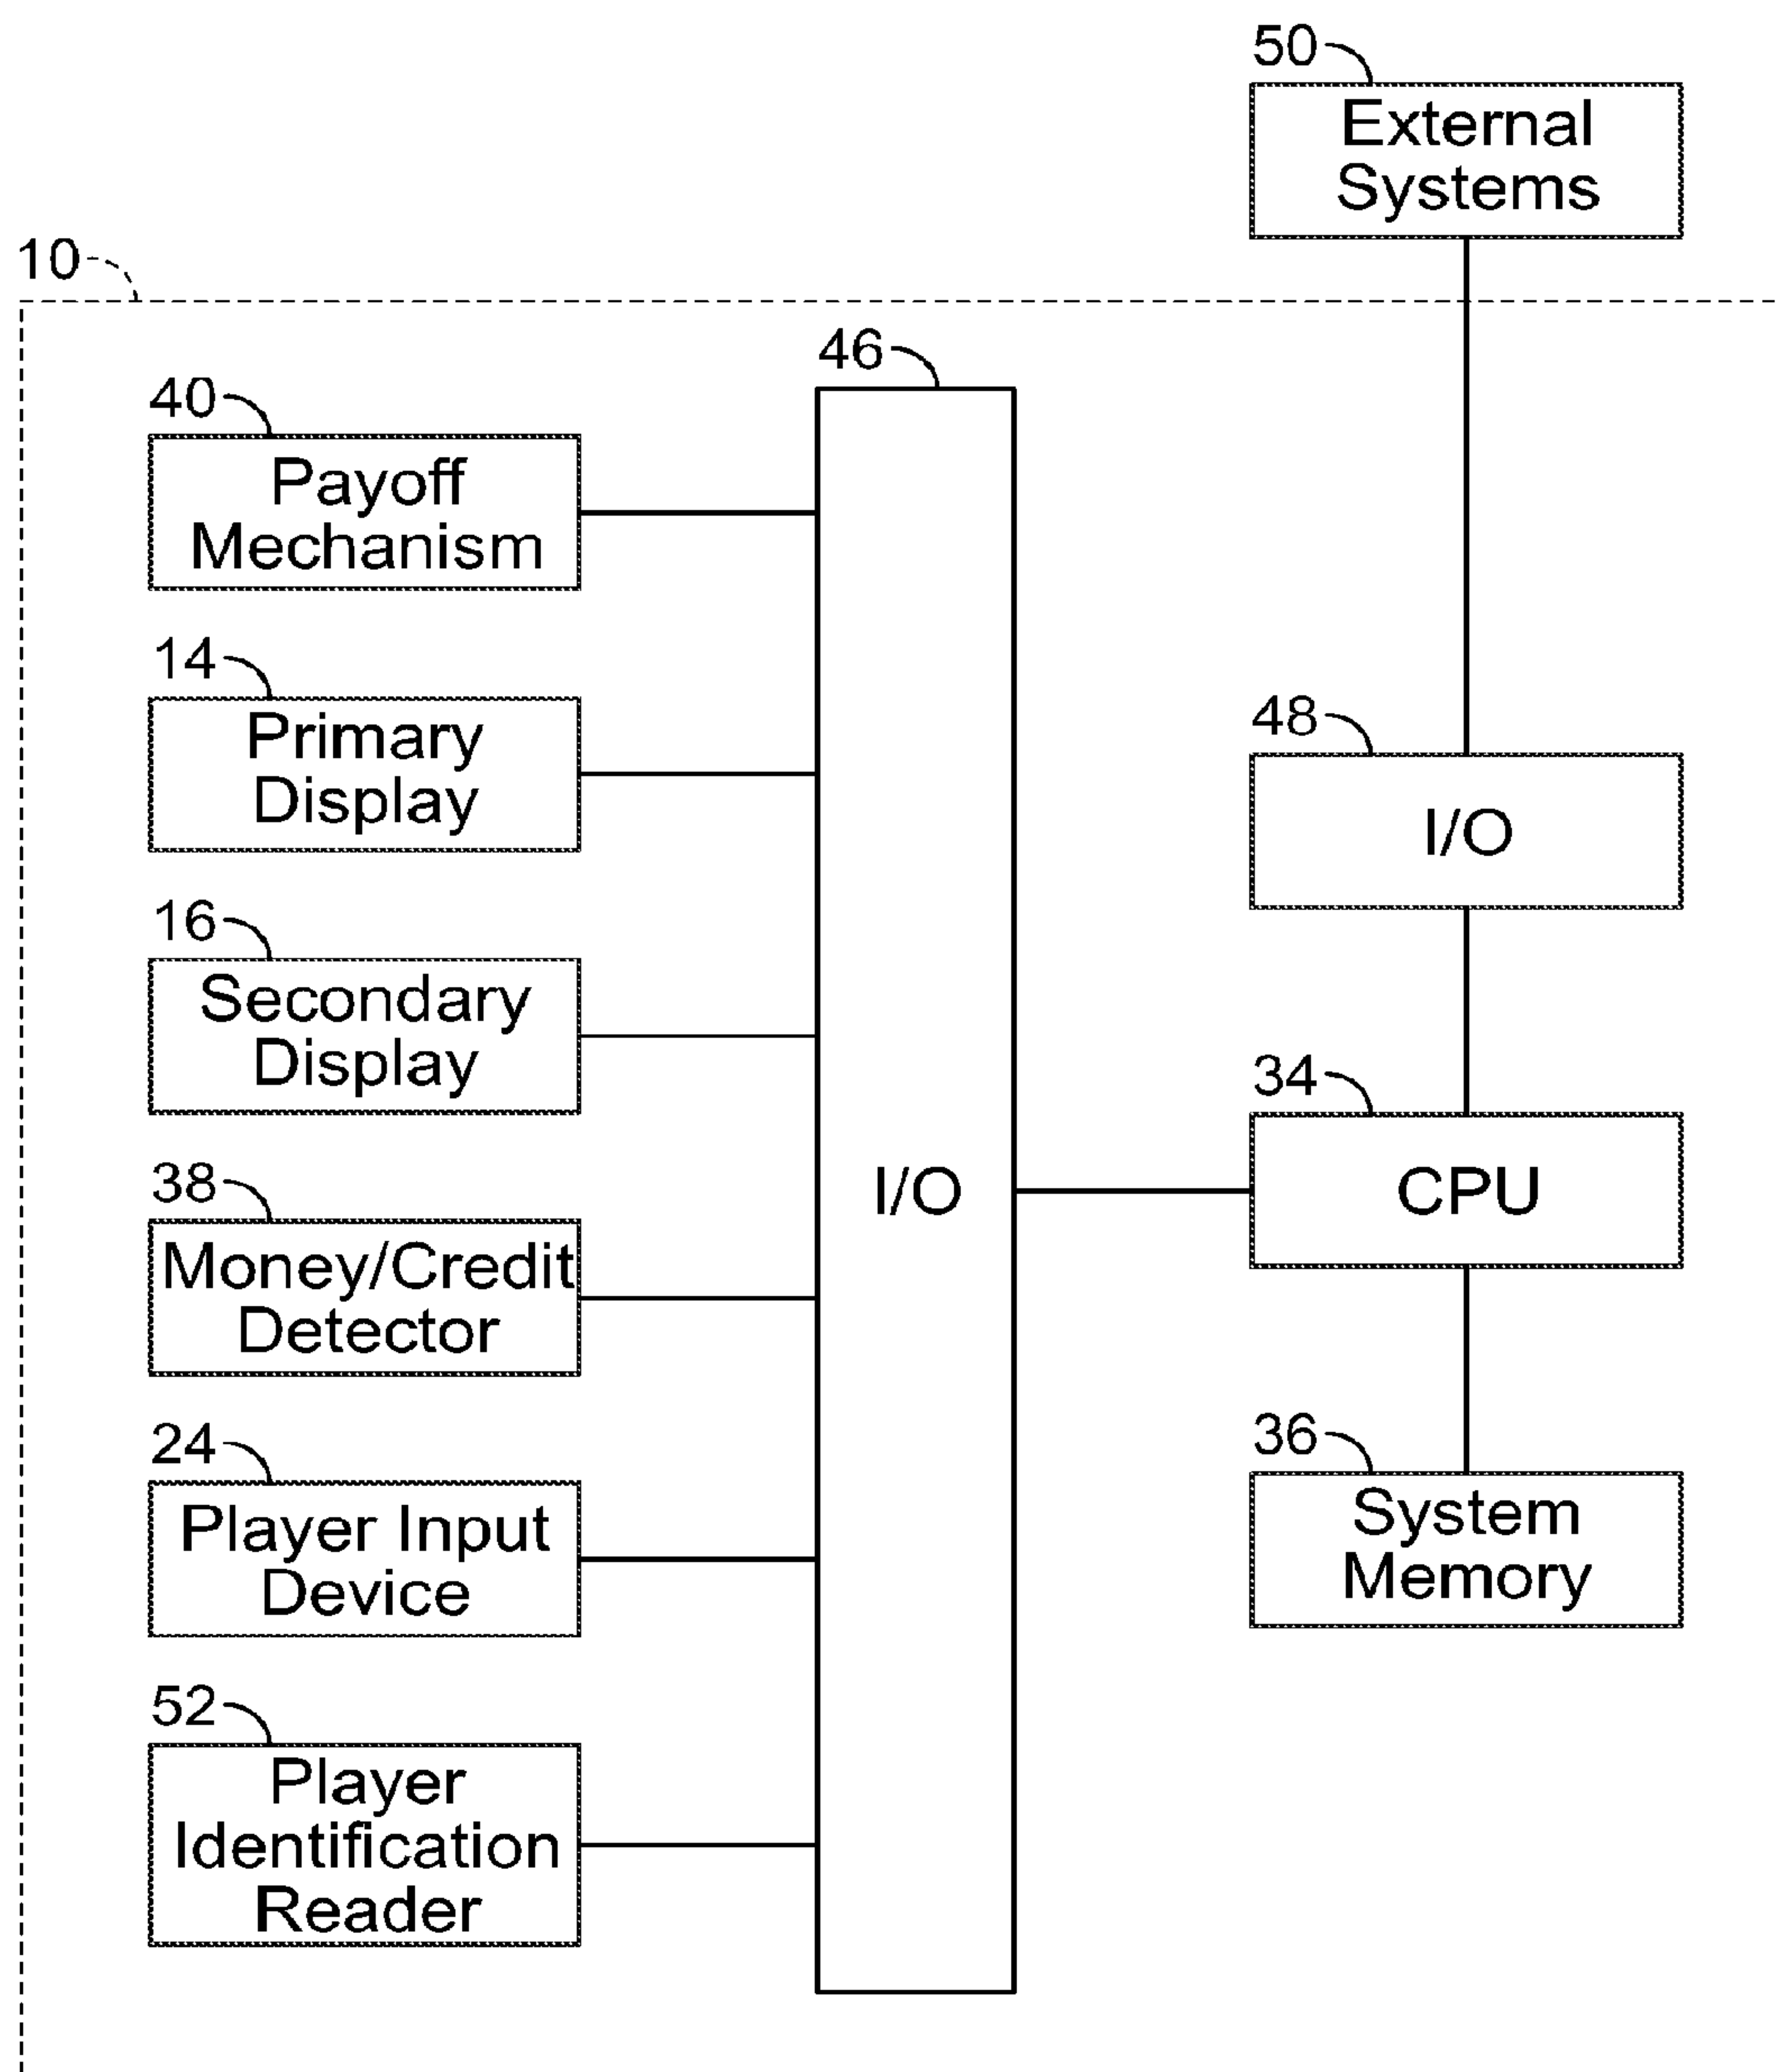 50
External
Systems
10
46
40
Payoff
Mechanism
14
Primary
Display
48
I/O
16
Secondary
Display
34
CPU
I/O
38
Money/Credit
Detector
24
Player Input
Device
36
System
Memory
52
Player
Identification
Reader